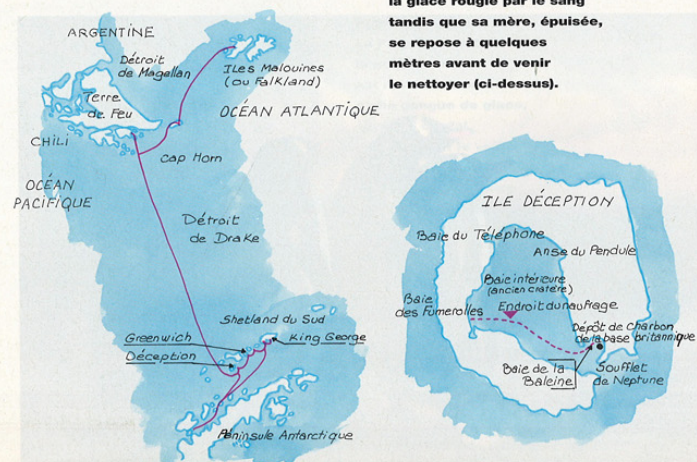 la glace rougie par le sang
tandis que sa mère, épuisée,
se repose à quelques
mètres avant de venir
le nettoyer (ci-dessus).
ARGENTINE
Détroit
de Magellan
Iles Malouines
(ou Falkland)
Terre
de Feu
OCÉAN ATLANTIQUE
CHILI
Cap Horn
OCÉAN
PACIFIQUE
Détroit
de Drake
Shetland du Sud
Greenwich
King George
Déception
Péninsule Antarctique
ILE DÉCEPTION
Baie du Téléphone
Anse du Pendule
Baie intérieure
(ancien cratère)
Baie
des Fumerolles
Endroit du naufrage
Dépôt de Charbon
de la base britannique
Baie de la
Baleine
Soufflet
de Neptune